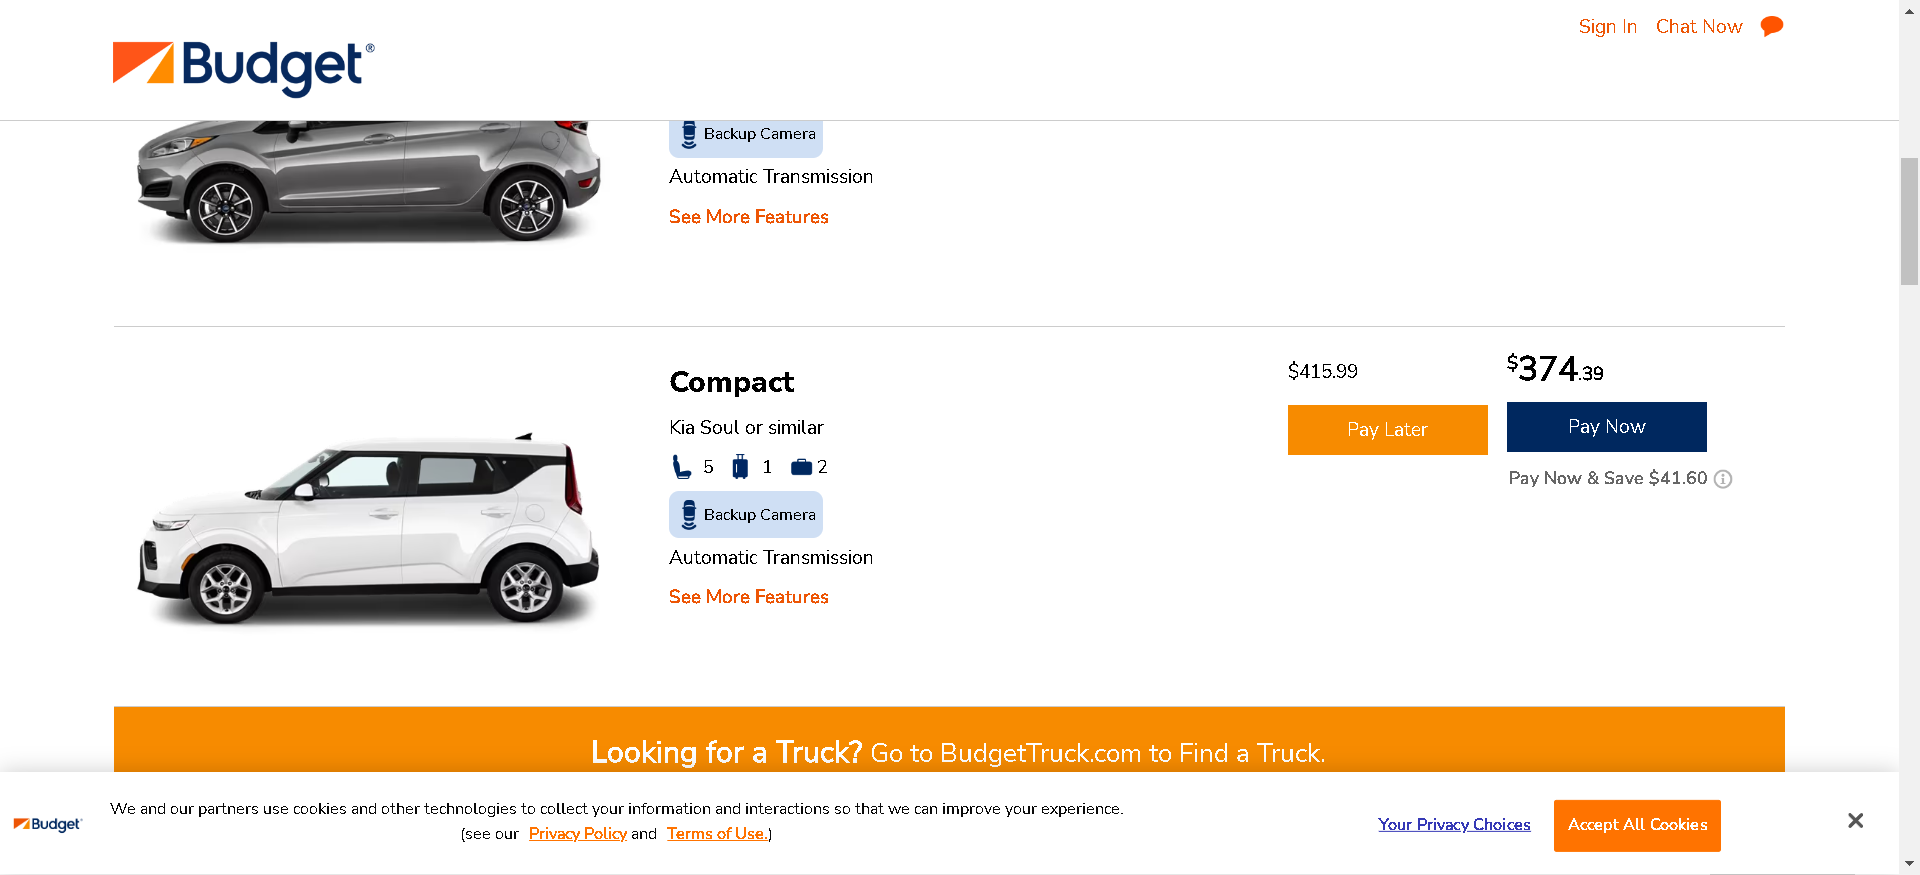 Sign In Chat Now
Budget®
Backup Camera
Automatic Transmission
See More Features
Compact
Kia Soul or similar
5 1 2
Backup Camera
Automatic Transmission
See More Features
$415.99
Pay Later
$374.39
Pay Now
Pay Now & Save $41.60
Looking for a Truck? Go to BudgetTruck.com to Find a Truck.
Budget
We and our partners use cookies and other technologies to collect your information and interactions so that we can improve your experience.
(see our Privacy Policy and Terms of Use.)
Your Privacy Choices
Accept All Cookies